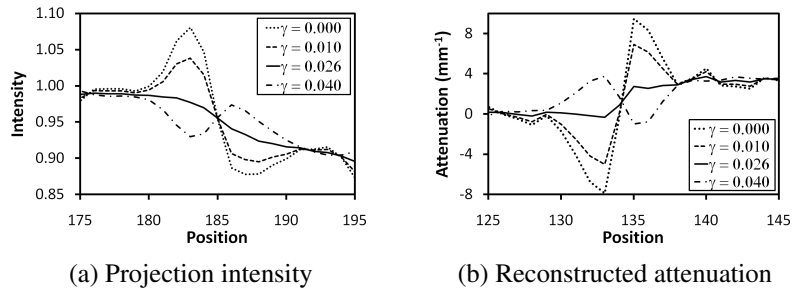 1.10
1.05
1.00
0.95
0.90
0.85
Intensity
175 180 185 190 195
Position
γ = 0.000
γ = 0.010
γ = 0.026
γ = 0.040
(a) Projection intensity
8
4
0
-4
-8
Attenuation (mm⁻¹)
125 130 135 140 145
Position
γ = 0.000
γ = 0.010
γ = 0.026
γ = 0.040
(b) Reconstructed attenuation